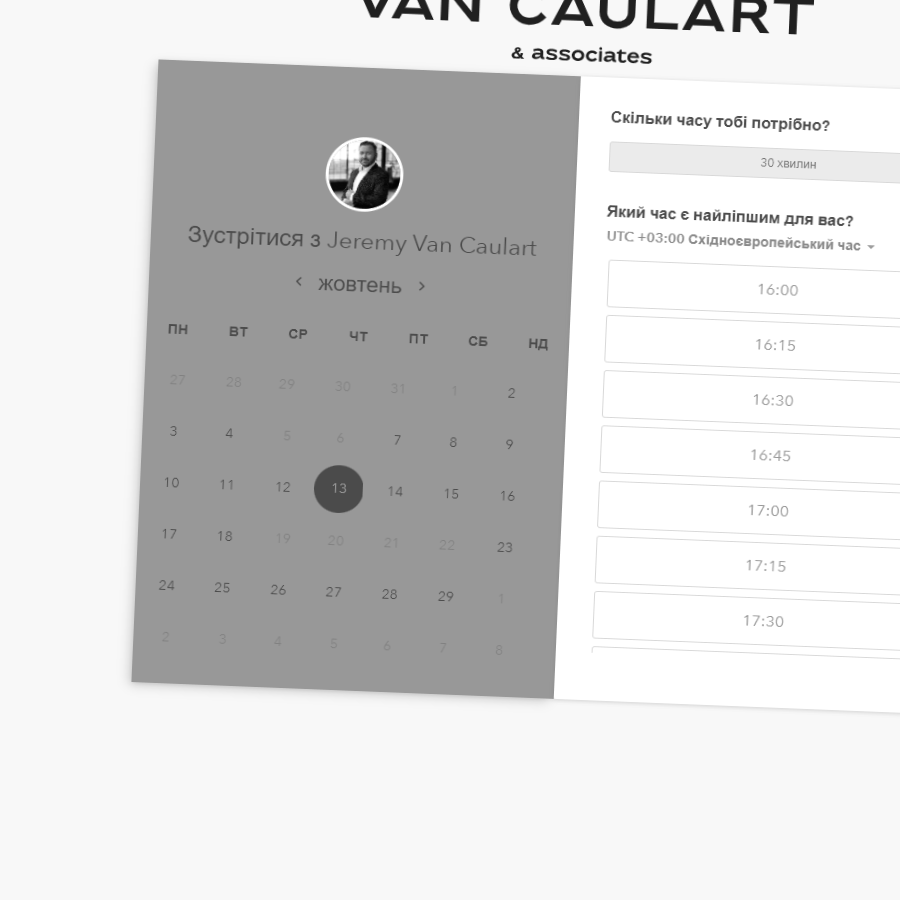 VAN CAULART
& associates
Зустрітися з Jeremy Van Caulart
жовтень
ПН ВТ СР ЧТ ПТ СБ НД
27 28 29 30 31 1 2
3 4 5 6 7 8 9
10 11 12 13 14 15 16
17 18 19 20 21 22 23
24 25 26 27 28 29 1
2 3 4 5 6 7 8
Скільки часу тобі потрібно?
30 хвилин
Який час є найліпшим для вас?
UTC +03:00 Східноєвропейський час
16:00
16:15
16:30
16:45
17:00
17:15
17:30